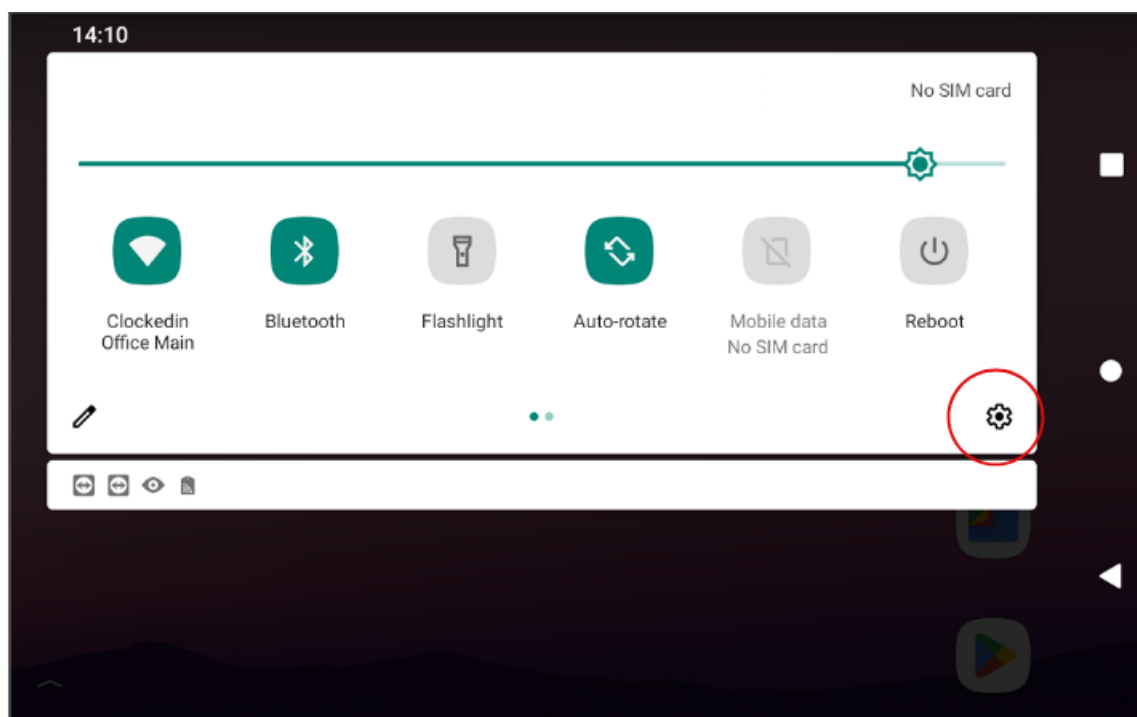 14:10
No SIM card
Clockedin
Office Main
Bluetooth
Flashlight
Auto-rotate
Mobile data
No SIM card
Reboot